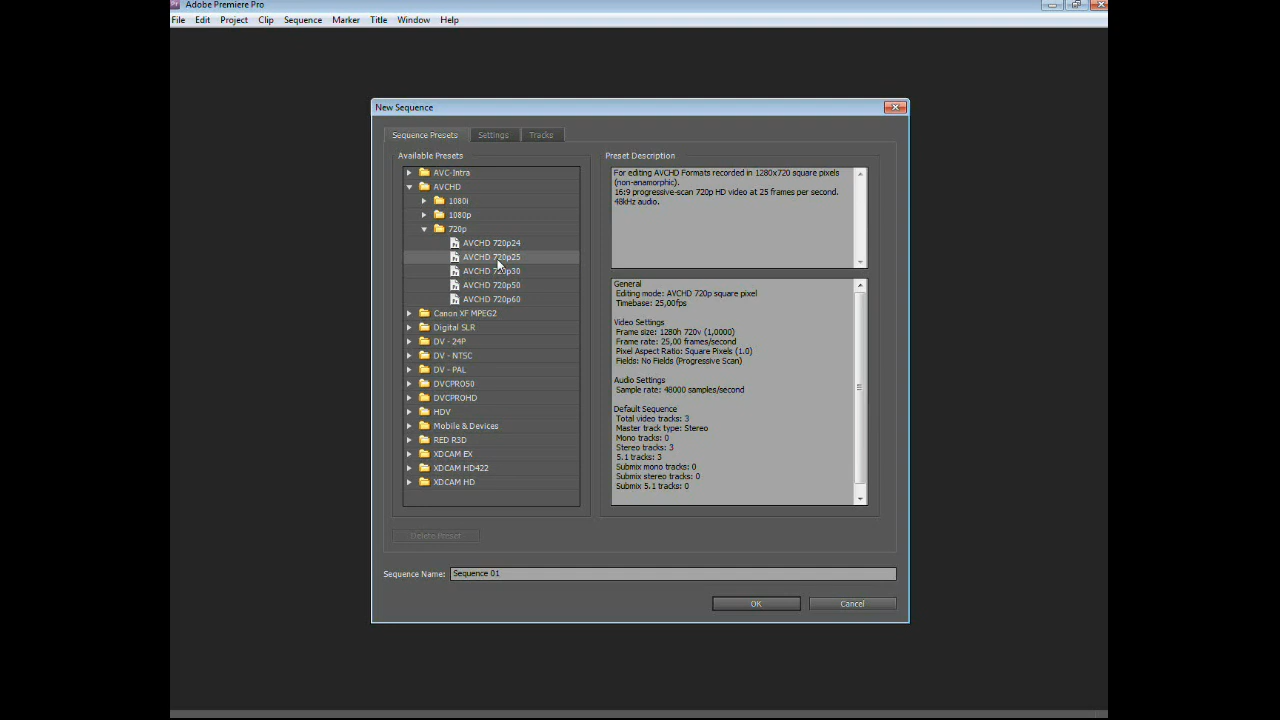 Adobe Premiere Pro
File Edit Project Clip Sequence Marker Title Window Help
New Sequence
Sequence Presets Settings Tracks
Available Presets
AVC-Intra
AVCHD
1080i
1080p
720p
AVCHD 720p24
AVCHD 720p25
AVCHD 720p30
AVCHD 720p50
AVCHD 720p60
Canon XF MPEG2
Digital SLR
DV - 24P
DV - NTSC
DV - PAL
DVCPRO50
DVCPROHD
HDV
Mobile & Devices
RED R3D
XDCAM EX
XDCAM HD422
XDCAM HD
Delete Preset
Preset Description
For editing AVCHD Formats recorded in 1280x720 square pixels
(non-anamorphic).
16:9 progressive-scan 720p HD video at 25 frames per second.
48kHz audio.
General
Editing mode: AVCHD 720p square pixel
Timebase: 25,00fps
Video Settings
Frame size: 1280h 720v (1,0000)
Frame rate: 25,00 frames/second
Pixel Aspect Ratio: Square Pixels (1.0)
Fields: No Fields (Progressive Scan)
Audio Settings
Sample rate: 48000 samples/second
Default Sequence
Total video tracks: 3
Master track type: Stereo
Mono tracks: 0
Stereo tracks: 3
5.1 tracks: 3
Submix mono tracks: 0
Submix stereo tracks: 0
Submix 5.1 tracks: 0
Sequence Name: Sequence 01
OK Cancel